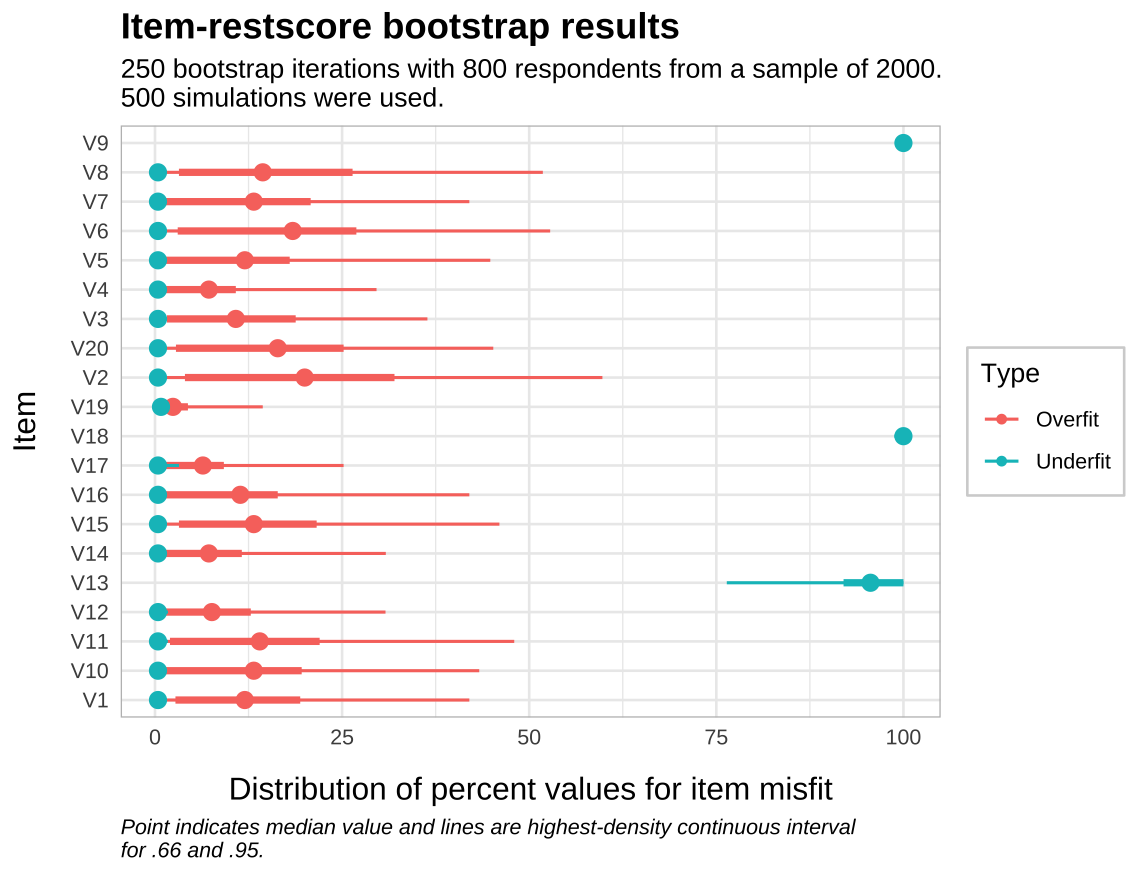 Item-restscore bootstrap results
250 bootstrap iterations with 800 respondents from a sample of 2000.
500 simulations were used.
V9
V8
V7
V6
V5
V4
V3
V20
V2
V19
V18
V17
V16
V15
V14
V13
V12
V11
V10
V1
Item
0 25 50 75 100
Distribution of percent values for item misfit
Point indicates median value and lines are highest-density continuous interval
for .66 and .95.
Type
Overfit
Underfit